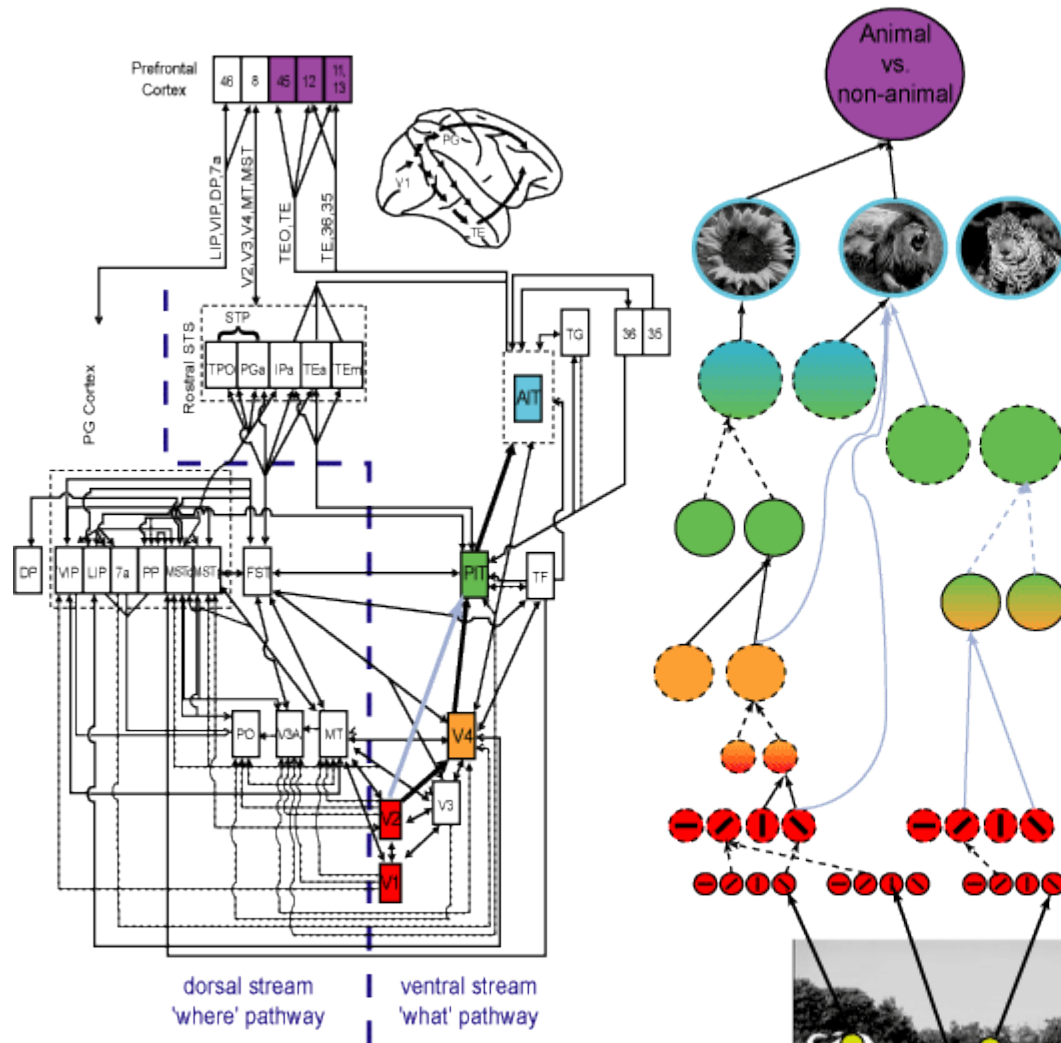 Prefrontal
Cortex
46
8
45
12
11,
13
LIP,VIP,DP,7a
V2,V3,V4,MT,MST
TEO,TE
TE,36,35
PG
V1
TE
Animal
vs.
non-animal
PG Cortex
Rostral STS
STP
TPO
PGa
IPa
TEa
TEm
TG
36
35
AIT
DP
VIP
LIP
7a
PP
FST
PIT
TF
PO
V3A
MT
V4
V2
V3
V1
dorsal stream
'where' pathway
ventral stream
'what' pathway